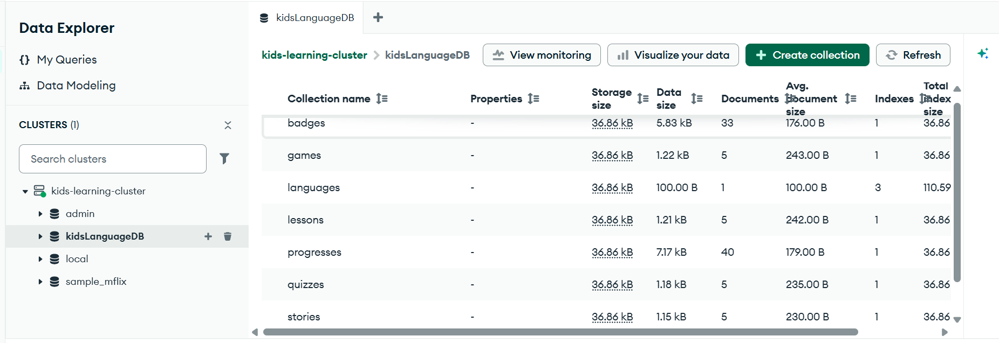 Data Explorer
My Queries
Data Modeling
CLUSTERS (1)
Search clusters
kids-learning-cluster
admin
kidsLanguageDB
local
sample_mflix
kidsLanguageDB
kids-learning-cluster > kidsLanguageDB View monitoring Visualize your data Create collection Refresh
Collection name Properties Storage size Data size Documents Avg. document size Indexes Total index size
badges - 36.86 kB 5.83 kB 33 176.00 B 1 36.86
games - 36.86 kB 1.22 kB 5 243.00 B 1 36.86
languages - 36.86 kB 100.00 B 1 100.00 B 3 110.59
lessons - 36.86 kB 1.21 kB 5 242.00 B 1 36.86
progresses - 36.86 kB 7.17 kB 40 179.00 B 1 36.86
quizzes - 36.86 kB 1.18 kB 5 235.00 B 1 36.86
stories - 36.86 kB 1.15 kB 5 230.00 B 1 36.86